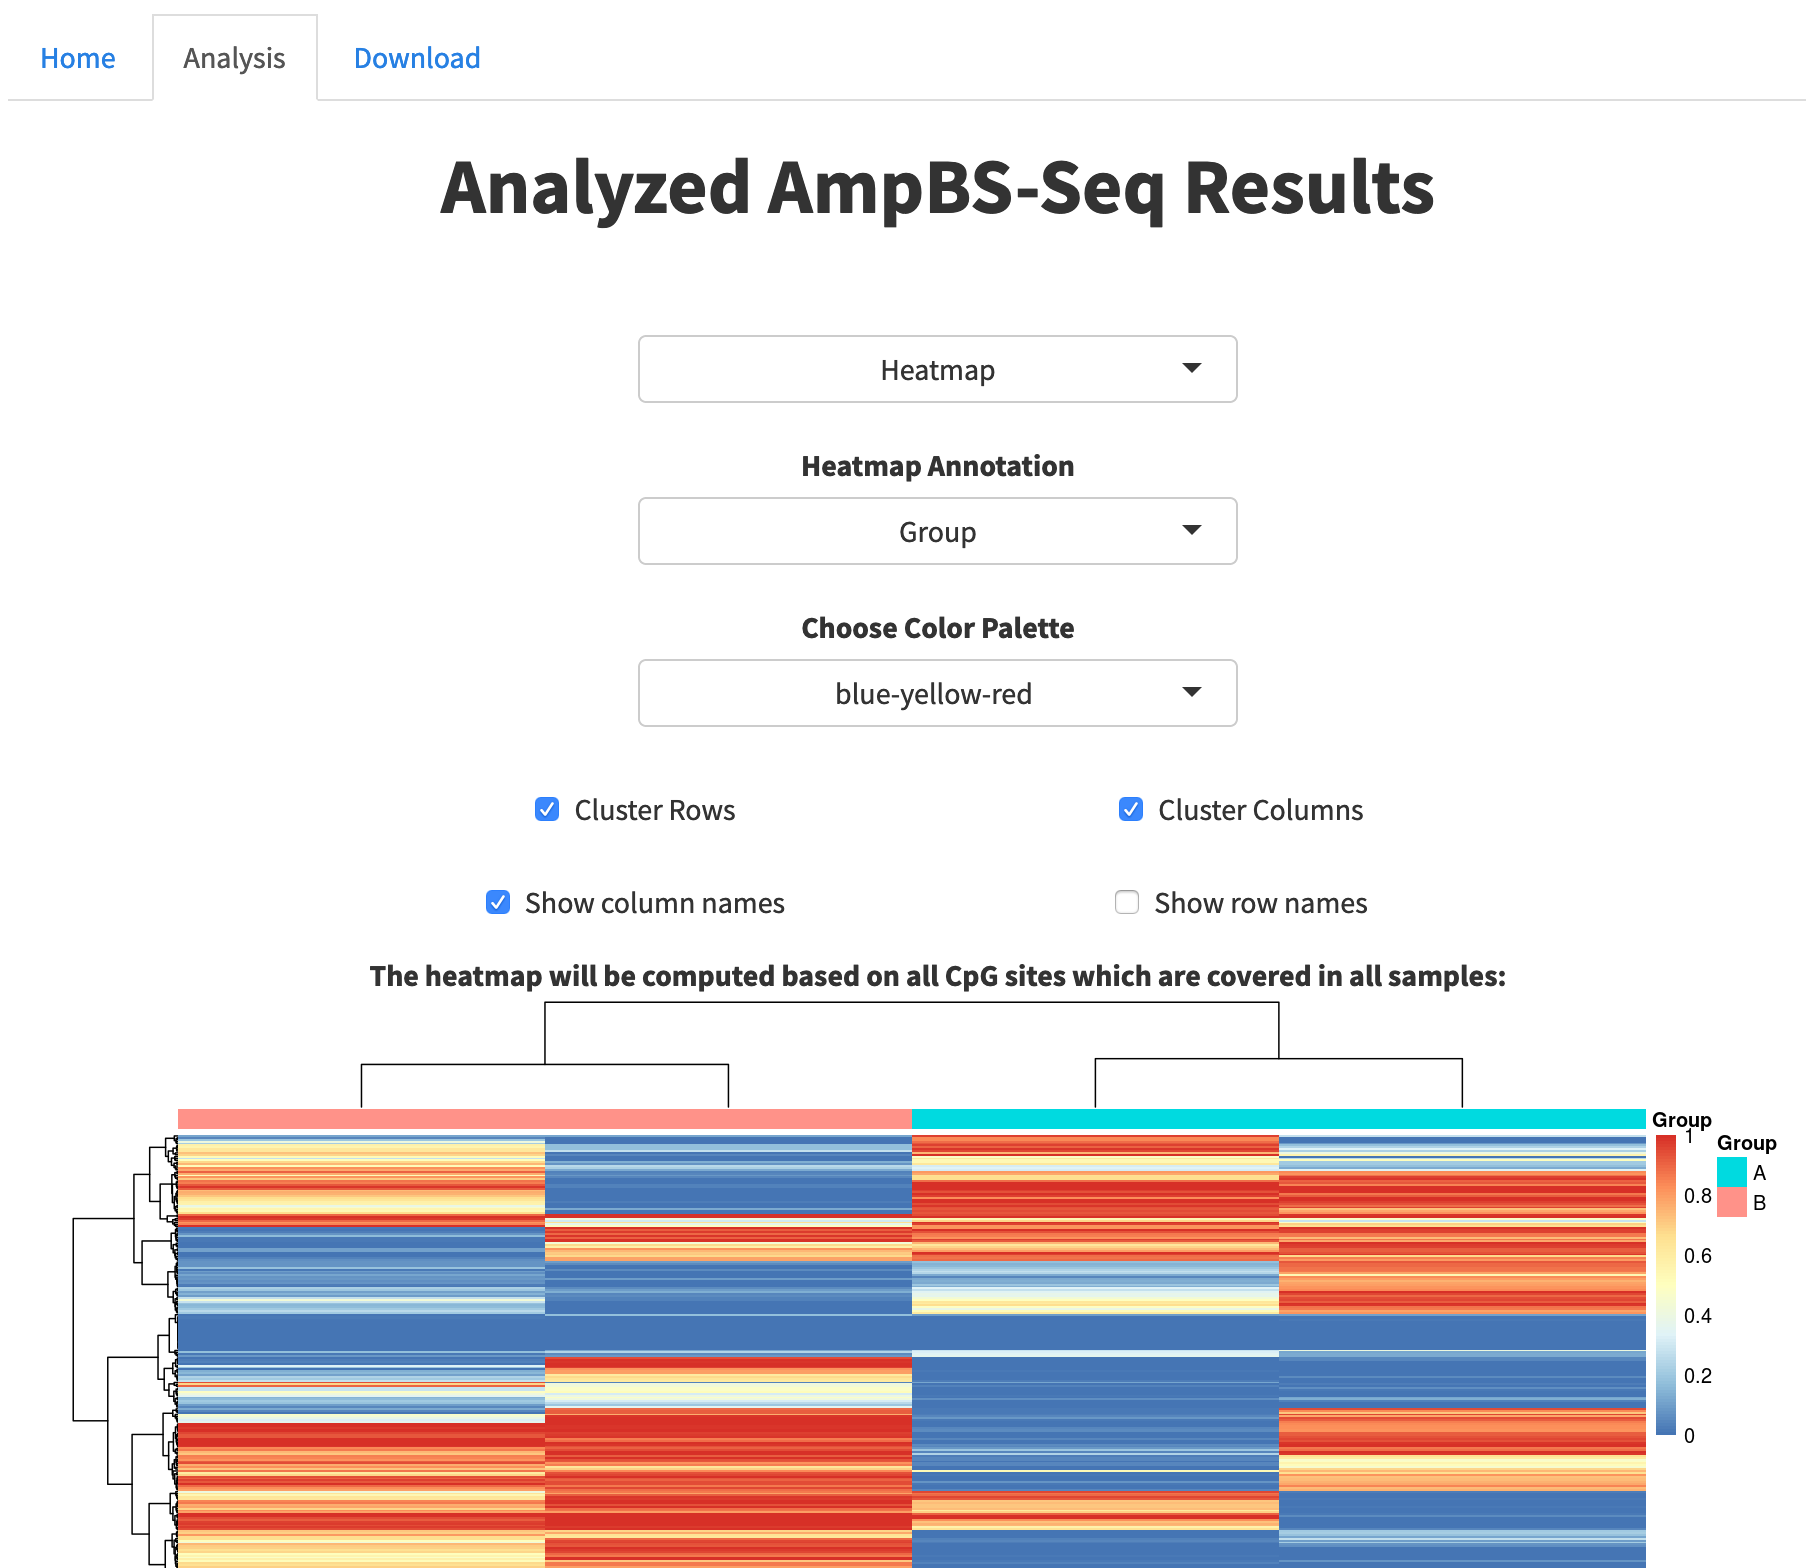 Home Analysis Download
Analyzed AmpBS-Seq Results
Heatmap
Heatmap Annotation
Group
Choose Color Palette
blue-yellow-red
Cluster Rows Cluster Columns
Show column names Show row names
The heatmap will be computed based on all CpG sites which are covered in all samples:
Group
1
Group
A
0.8
B
0.6
0.4
0.2
0